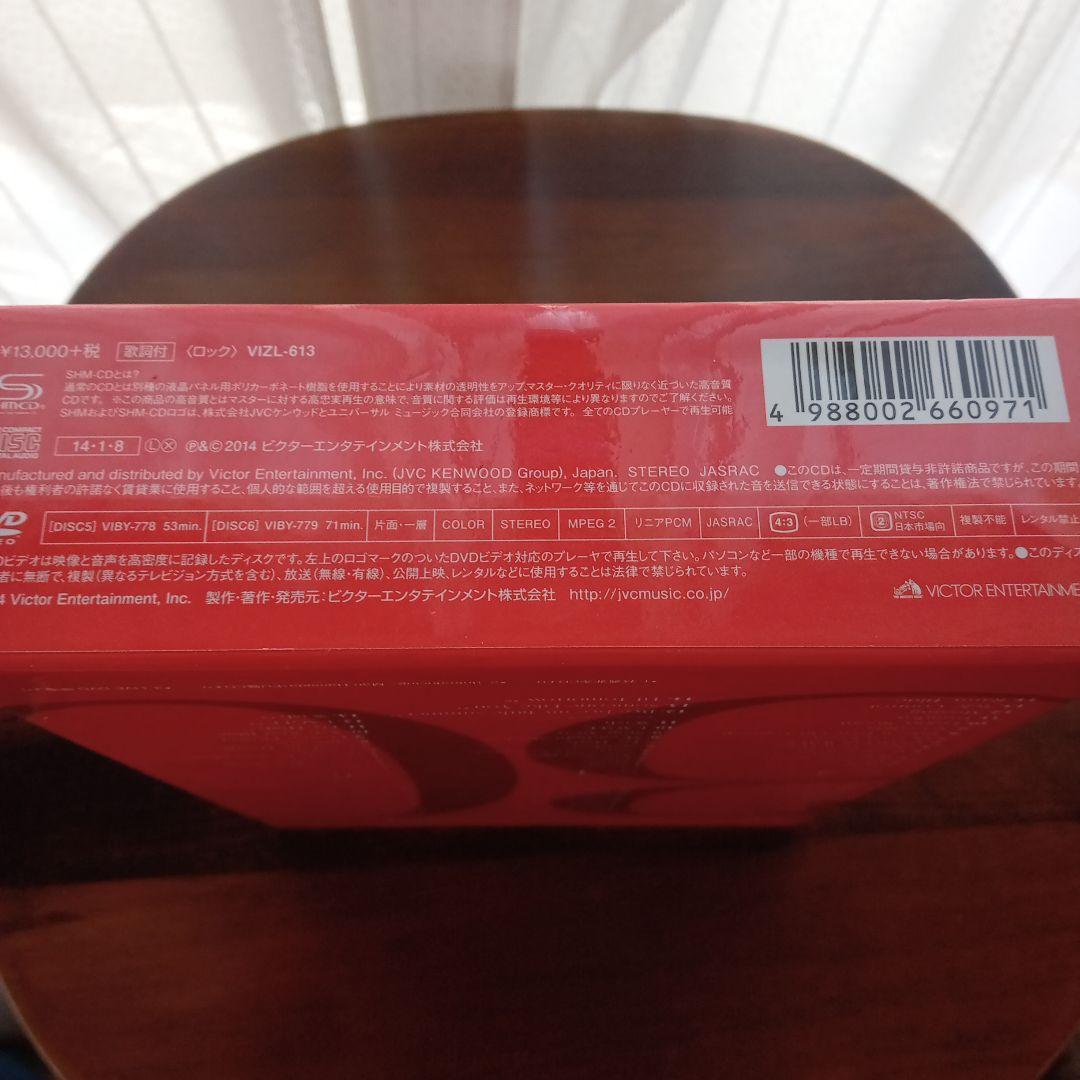 ¥13,000+税 歌詞付 〈ロック〉 VIZL-613
SHM-CDとは?
通常のCDとは別種の液晶パネル用ポリカーボネート樹脂を使用することにより素材の透明性をアップ、マスター・クオリティに限りなく近づいた高音質
CDです。 ※この商品の高音質とはマスターに対する高忠実再生の意味で、音質に関する評価は再生環境等により異なりますのでご了解ください。
SHMおよびSHM-CDロゴは、株式会社JVCケンウッドとユニバーサル ミュージック合同会社の登録商標です。 全てのCDプレーヤーで再生可能
SHM-CD
4 988002 660971
COMPACT
DISC
DIGITAL AUDIO
14・1・8 L X ℗&©2014 ビクターエンタテインメント株式会社
nufactured and distributed by Victor Entertainment, Inc. (JVC KENWOOD Group), Japan. STEREO JASRAC ●このCDは、一定期間貸与非許諾商品ですが、この期間
後も権利者の許諾なく賃貸業に使用すること、個人的な範囲を超える使用目的で複製すること、また、ネットワーク等を通じてこのCDに収録された音を送信できる状態にすることは、著作権法で禁じられています。
[DISC5] VIBY-778 53min. [DISC6] VIBY-779 71min. 片面・一層 COLOR STEREO MPEG 2 リニアPCM JASRAC 4:3 (一部LB) 2 NTSC 日本市場向 複製不能 レンタル禁止
ビデオは映像と音声を高密度に記録したディスクです。左上のロゴマークのついたDVDビデオ対応のプレーヤで再生して下さい。パソコンなど一部の機種で再生できない場合があります。●このディス
者に無断で、複製(異なるテレビジョン方式を含む)、放送(無線・有線)、公開上映、レンタルなどに使用することは法律で禁じられています。
4 Victor Entertainment, Inc. 製作・著作・発売元:ビクターエンタテインメント株式会社 http://jvcmusic.co.jp/
VICTOR ENTERTAINME